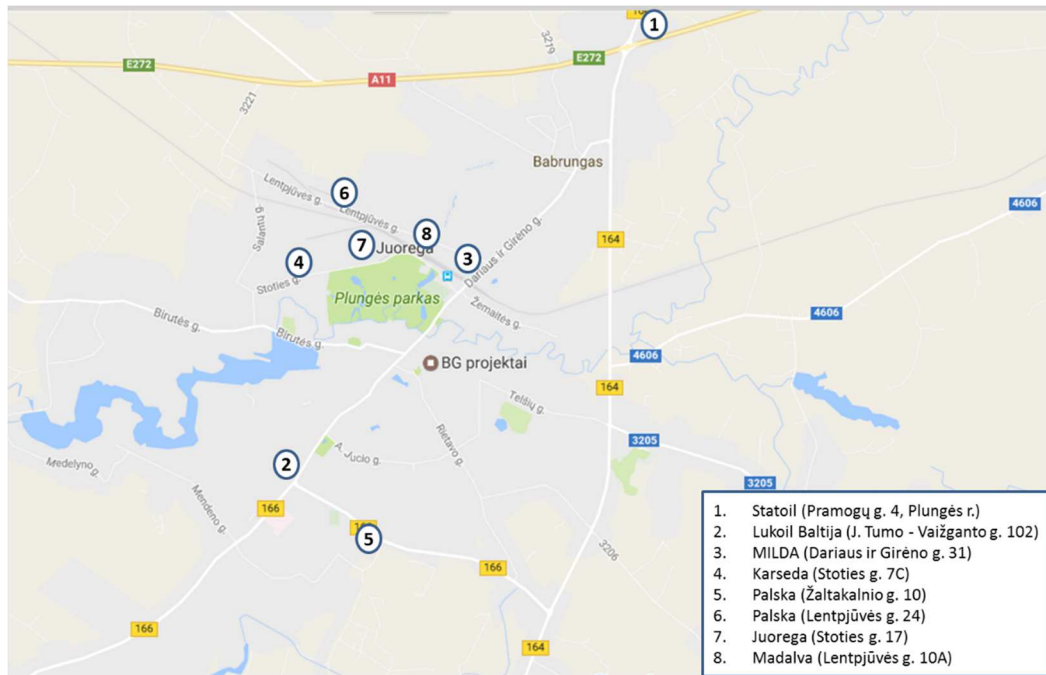 1
E272
3219
E272
A11
3221
Babrungas
Lentpjūvės g.
6
Lentpjūvės g.
4606
Salantų g.
8
164
7 Juorega
3
Dariaus ir Girėno g.
4
Stoties g.
Plungės parkas
Žemaitės g.
Birutės g.
4606
Birutės g.
4606
BG projektai
164
Telšių g.
3205
Rietavo g.
A. Jucio g.
2
Medelyno g.
3205
Mendeno g.
166
5
3206
166
166
164
1. Statoil (Pramogų g. 4, Plungės r.)
2. Lukoil Baltija (J. Tumo - Vaižganto g. 102)
3. MILDA (Dariaus ir Girėno g. 31)
4. Karseda (Stoties g. 7C)
5. Palska (Žaltakalnio g. 10)
6. Palska (Lentpjūvės g. 24)
7. Juorega (Stoties g. 17)
8. Madalva (Lentpjūvės g. 10A)